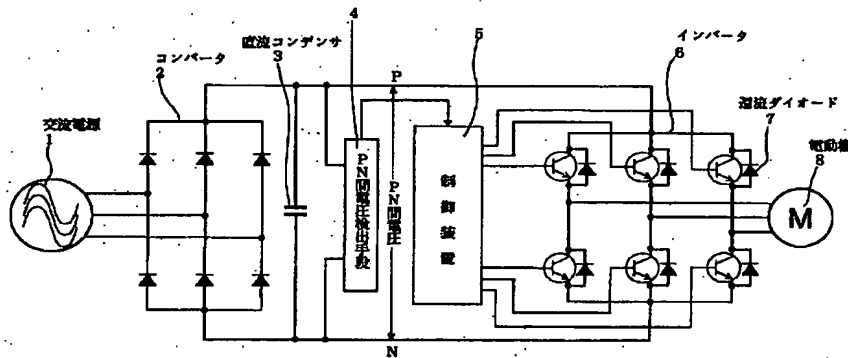 4
直流コンデンサ
3
コンバータ
2
交流電源
1
P
PN間電圧検出手段
PN間電圧
N
5
制御装置
インバータ
6
還流ダイオード
7
電動機
8
M